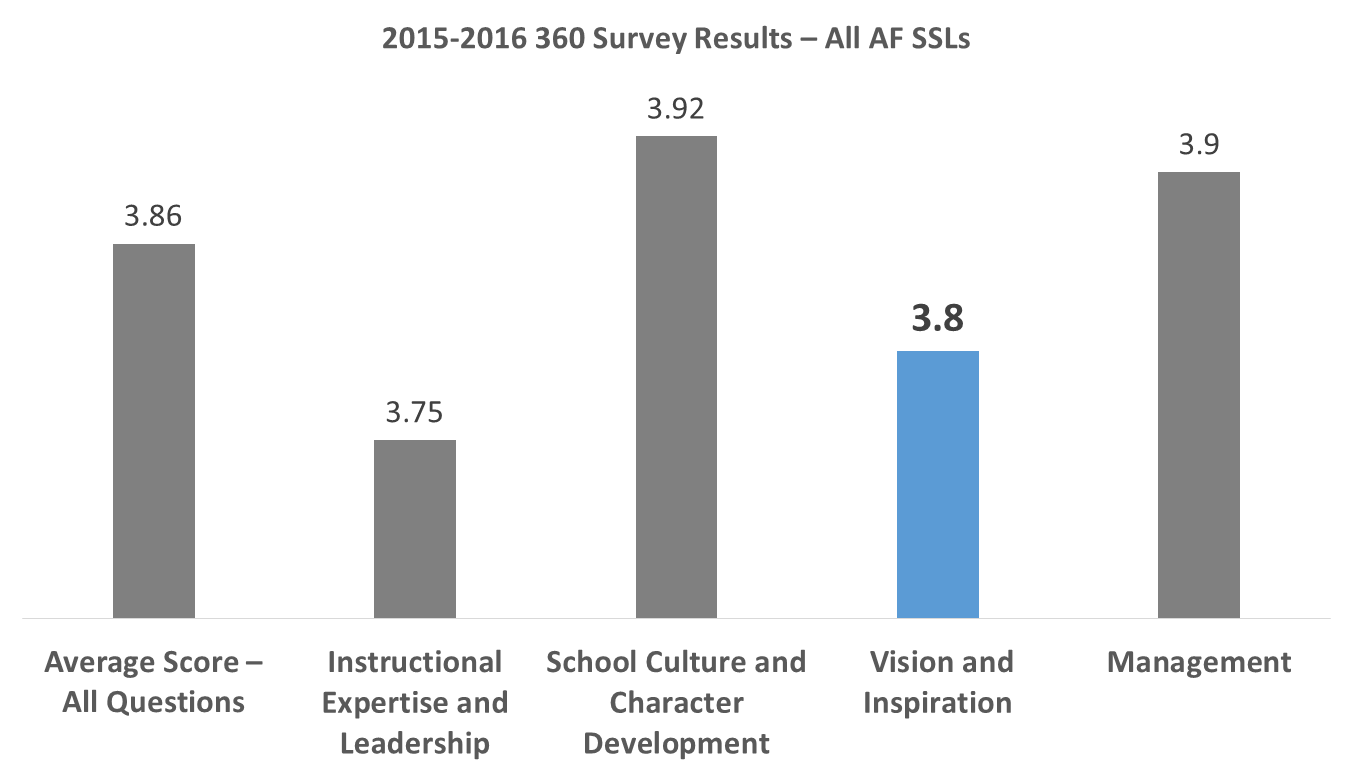 2015-2016 360 Survey Results – All AF SSLs
3.86
3.75
3.92
3.8
3.9
Average Score –
All Questions
Instructional
Expertise and
Leadership
School Culture and
Character
Development
Vision and
Inspiration
Management